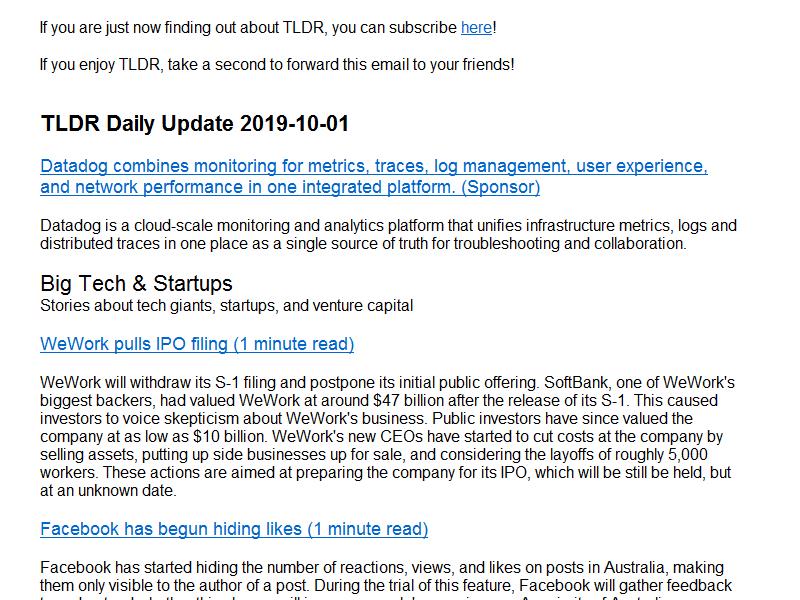 If you are just now finding out about TLDR, you can subscribe here!
If you enjoy TLDR, take a second to forward this email to your friends!
TLDR Daily Update 2019-10-01
Datadog combines monitoring for metrics, traces, log management, user experience,
and network performance in one integrated platform. (Sponsor)
Datadog is a cloud-scale monitoring and analytics platform that unifies infrastructure metrics, logs and
distributed traces in one place as a single source of truth for troubleshooting and collaboration.
Big Tech & Startups
Stories about tech giants, startups, and venture capital
WeWork pulls IPO filing (1 minute read)
WeWork will withdraw its S-1 filing and postpone its initial public offering. SoftBank, one of WeWork's
biggest backers, had valued WeWork at around $47 billion after the release of its S-1. This caused
investors to voice skepticism about WeWork's business. Public investors have since valued the
company at as low as $10 billion. WeWork's new CEOs have started to cut costs at the company by
selling assets, putting up side businesses up for sale, and considering the layoffs of roughly 5,000
workers. These actions are aimed at preparing the company for its IPO, which will be still be held, but
at an unknown date.
Facebook has begun hiding likes (1 minute read)
Facebook has started hiding the number of reactions, views, and likes on posts in Australia, making
them only visible to the author of a post. During the trial of this feature, Facebook will gather feedback